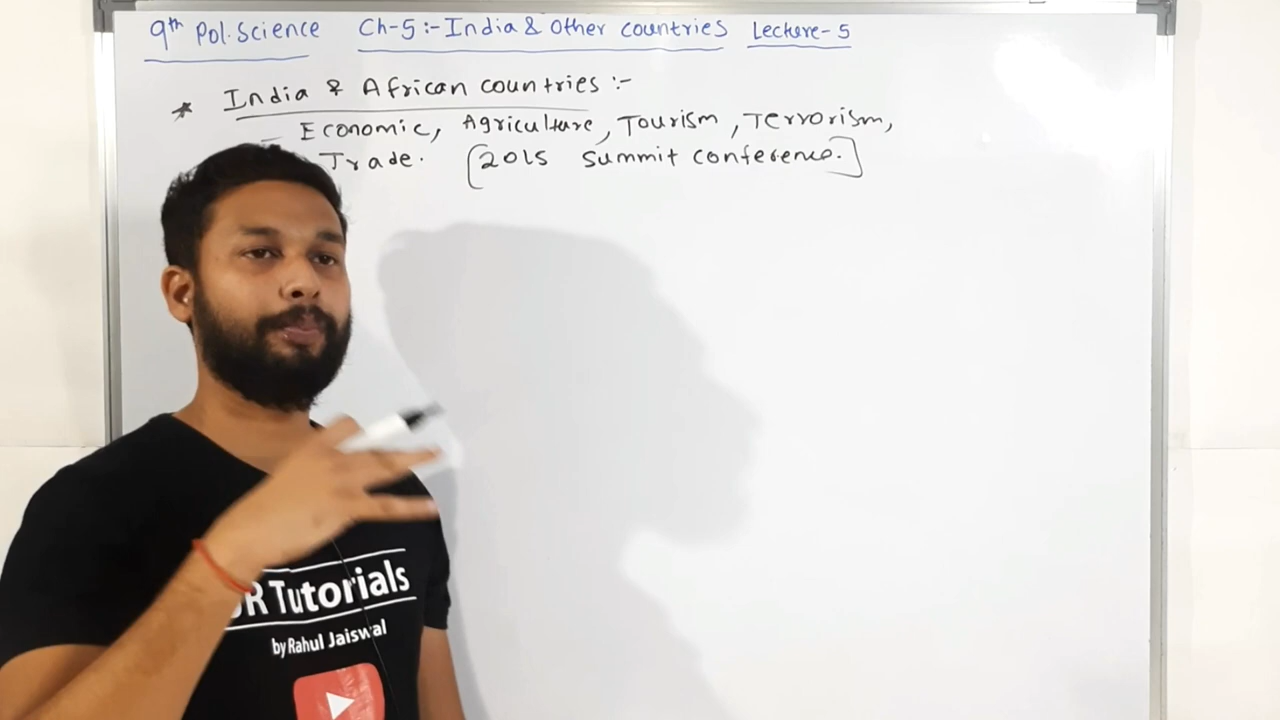 9th Pol.Science Ch-5:-India & Other countries Lecture-5
* India & African countries :-
- Economic, Agriculture, Tourism, Terrorism,
Trade. [2015 Summit conference.]
R Tutorials
by Rahul Jaiswal